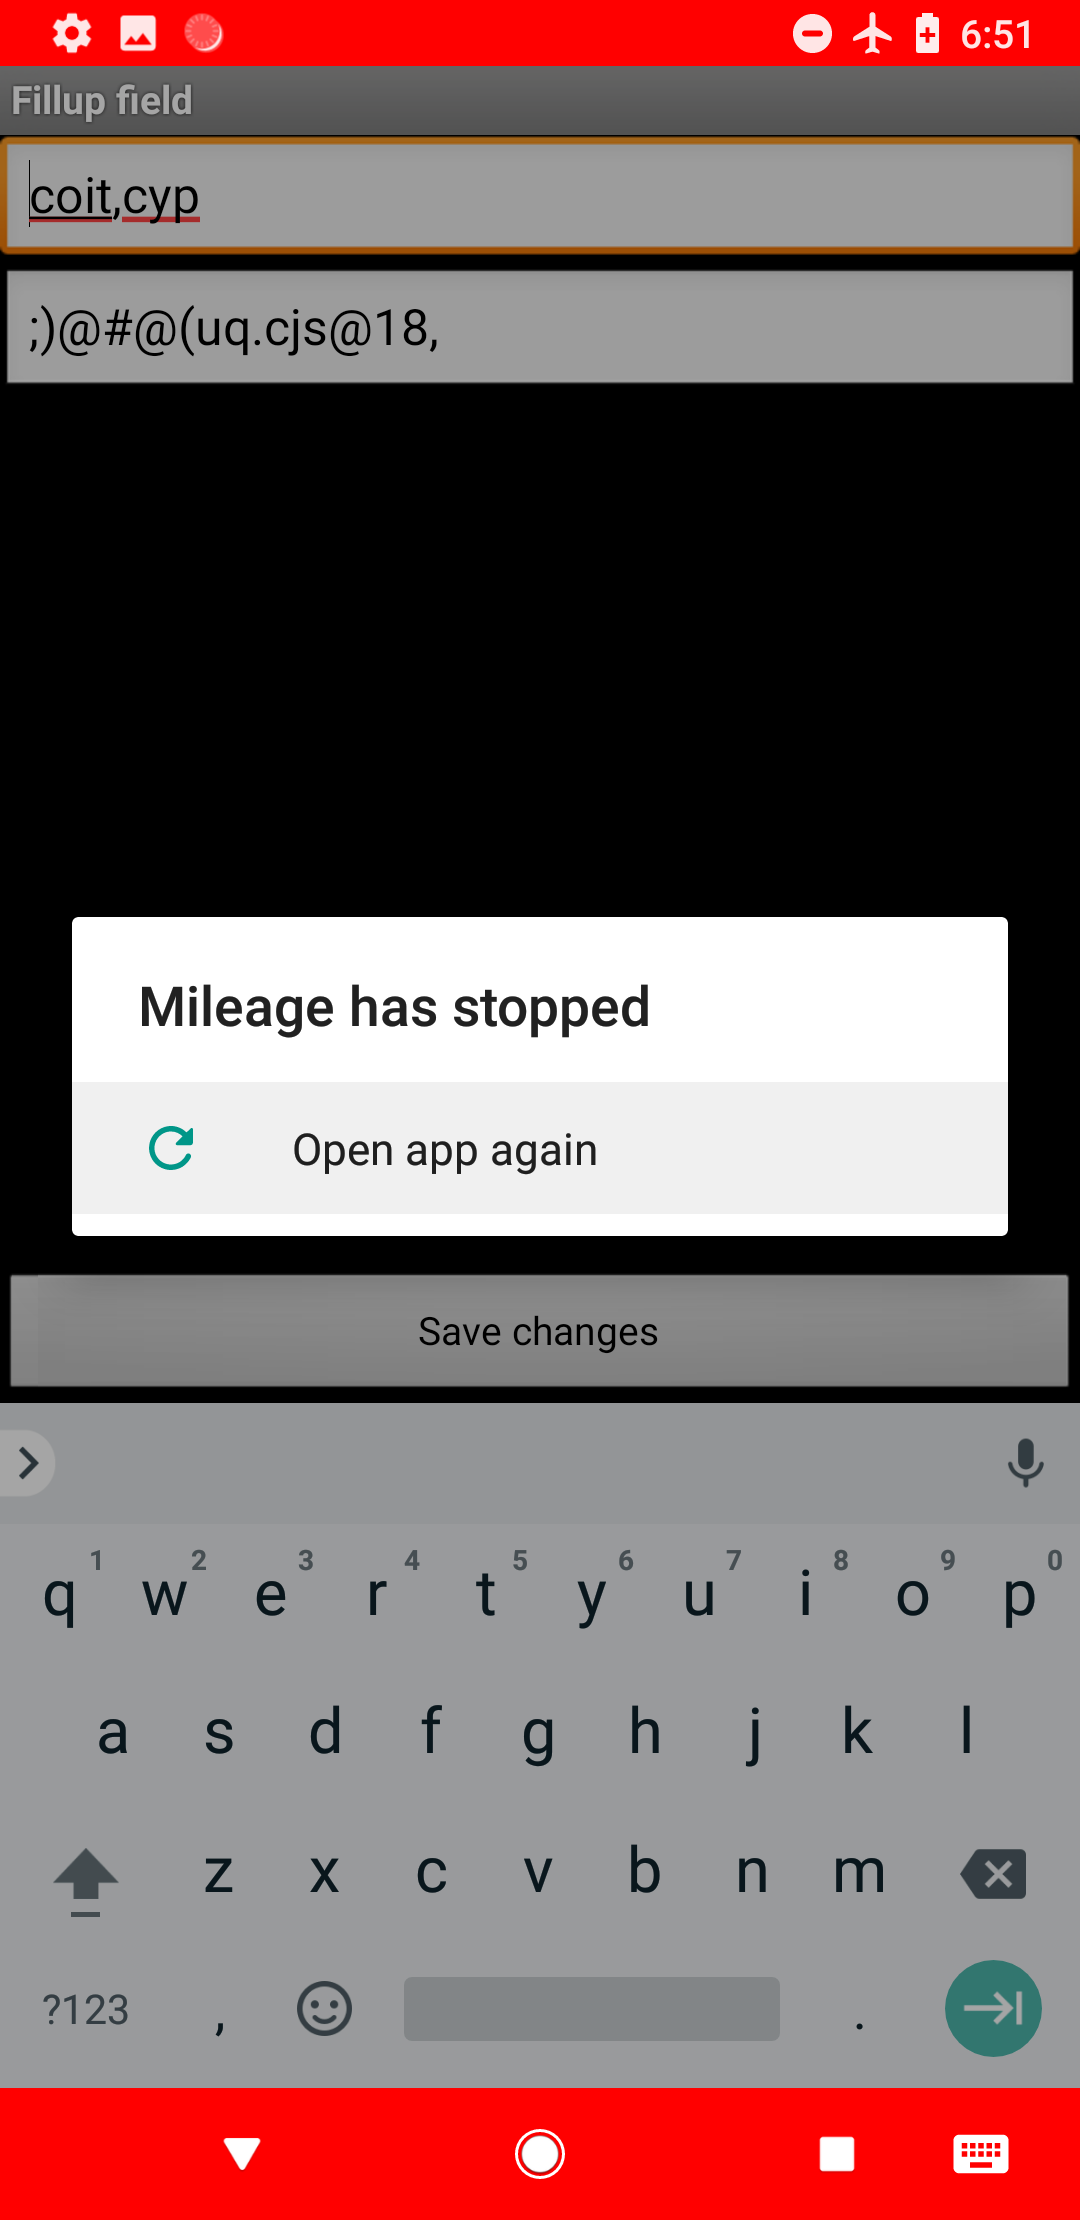 6:51
Fillup field
coit,cyp
;)@#@(uq.cjs@18,
Mileage has stopped
Open app again
Save changes
1 2 3 4 5 6 7 8 9 0
q w e r t y u i o p
a s d f g h j k l
z x c v b n m
?123 , .